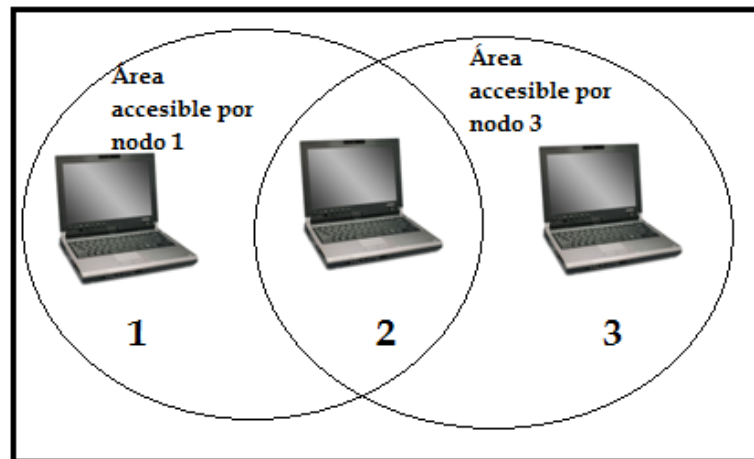 Área
accesible por
nodo 1
Área
accesible por
nodo 3
1
2
3